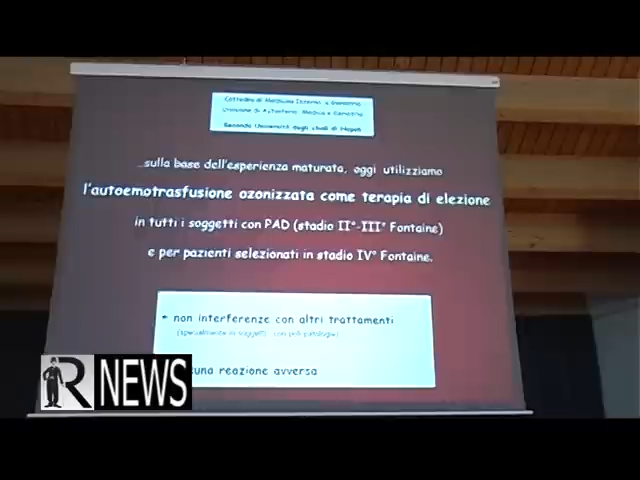 Cattedra di Medicina Interna e Geriatria
Divisione di Astanteria Medica e Geriatria
Seconda Università degli Studi di Napoli
...sulla base dell'esperienza maturata, oggi utilizziamo
l'autoemotrasfusione ozonizzata come terapia di elezione
in tutti i soggetti con PAD (stadio II°-III° Fontaine)
e per pazienti selezionati in stadio IV° Fontaine.
non interferenze con altri trattamenti
(specialmente in soggetti con poli-patologie)
una reazione avversa
R NEWS